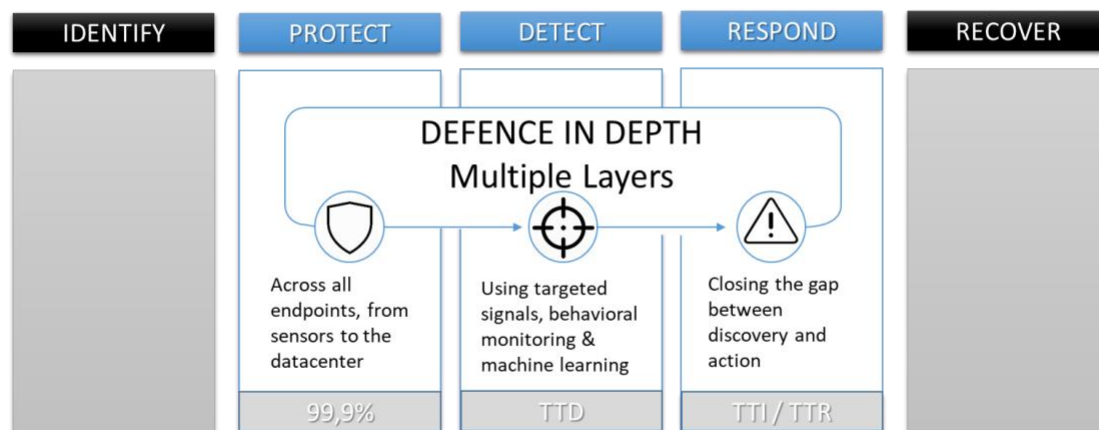 IDENTIFY
PROTECT
DETECT
RESPOND
RECOVER
DEFENCE IN DEPTH
Multiple Layers
Across all
endpoints, from
sensors to the
datacenter
Using targeted
signals, behavioral
monitoring &
machine learning
Closing the gap
between
discovery and
action
99,9%
TTD
TTI / TTR